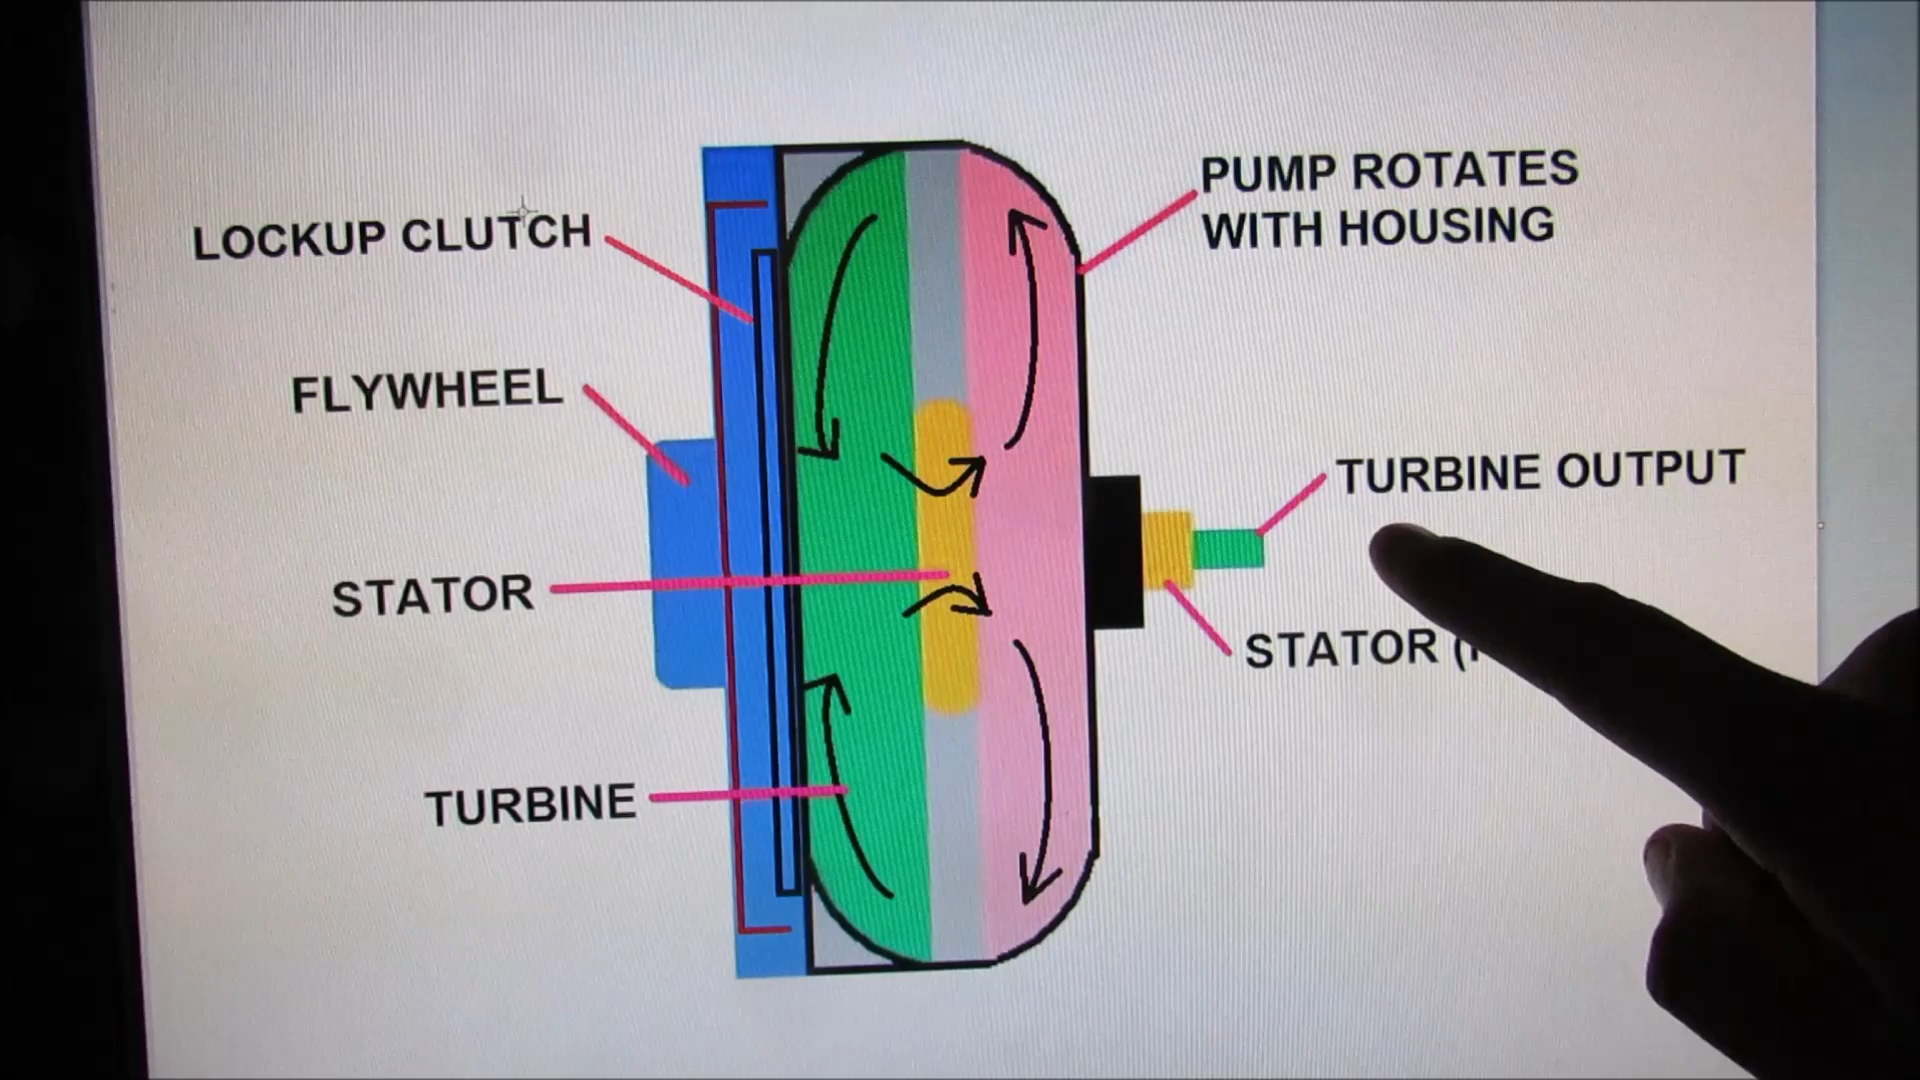 PUMP ROTATES
WITH HOUSING
LOCKUP CLUTCH
FLYWHEEL
TURBINE OUTPUT
STATOR
STATOR
TURBINE